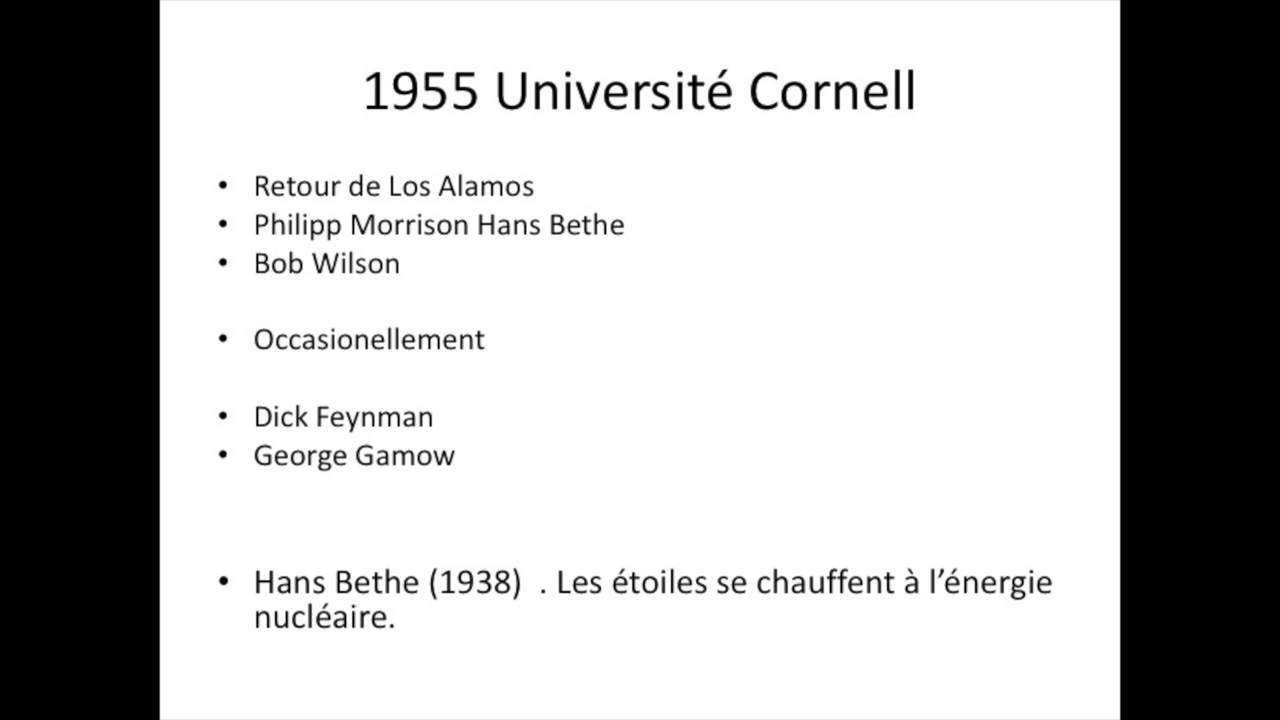 1955 Université Cornell
• Retour de Los Alamos
• Philipp Morrison Hans Bethe
• Bob Wilson
• Occasionellement
• Dick Feynman
• George Gamow
• Hans Bethe (1938)  . Les étoiles se chauffent à l’énergie
nucléaire.